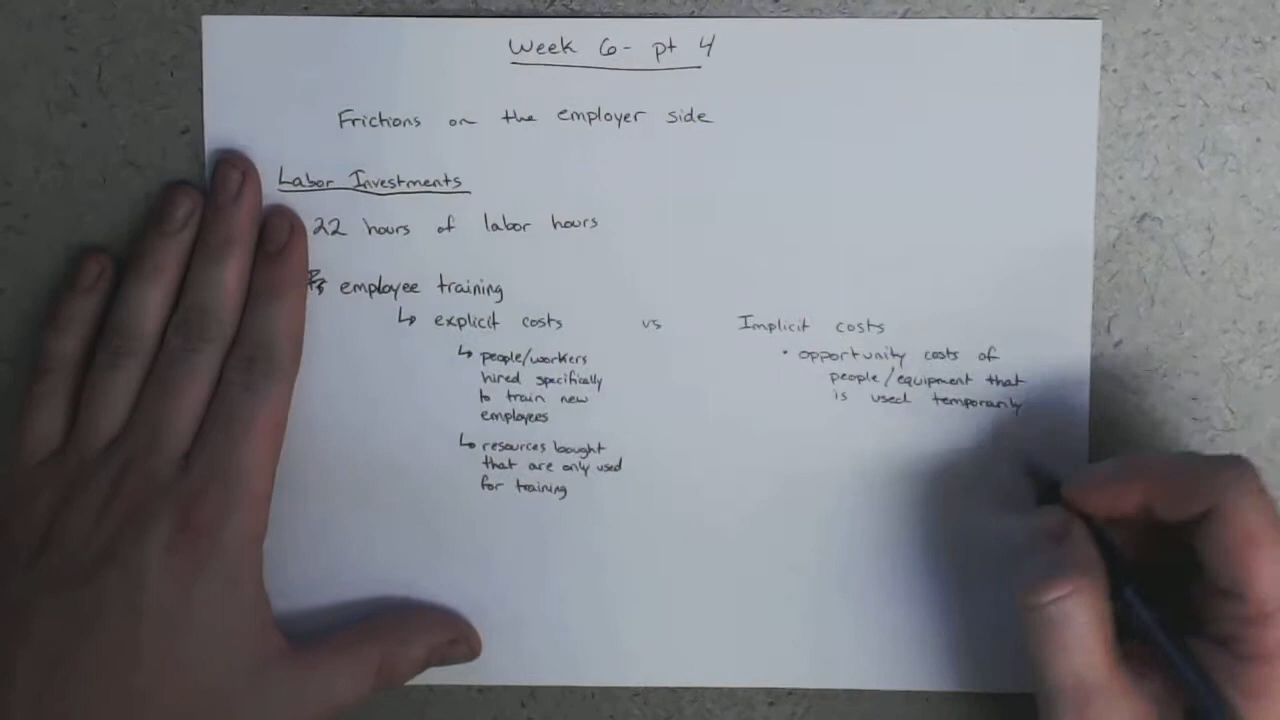 Week 6- pt 4
Frictions on the employer side
Labor Investments
22 hours of labor hours
employee training
↳ explicit costs vs Implicit costs
↳ people/workers
hired specifically
to train new
employees
↳ resources bought
that are only used
for training
• opportunity costs of
people/equipment that
is used temporarily